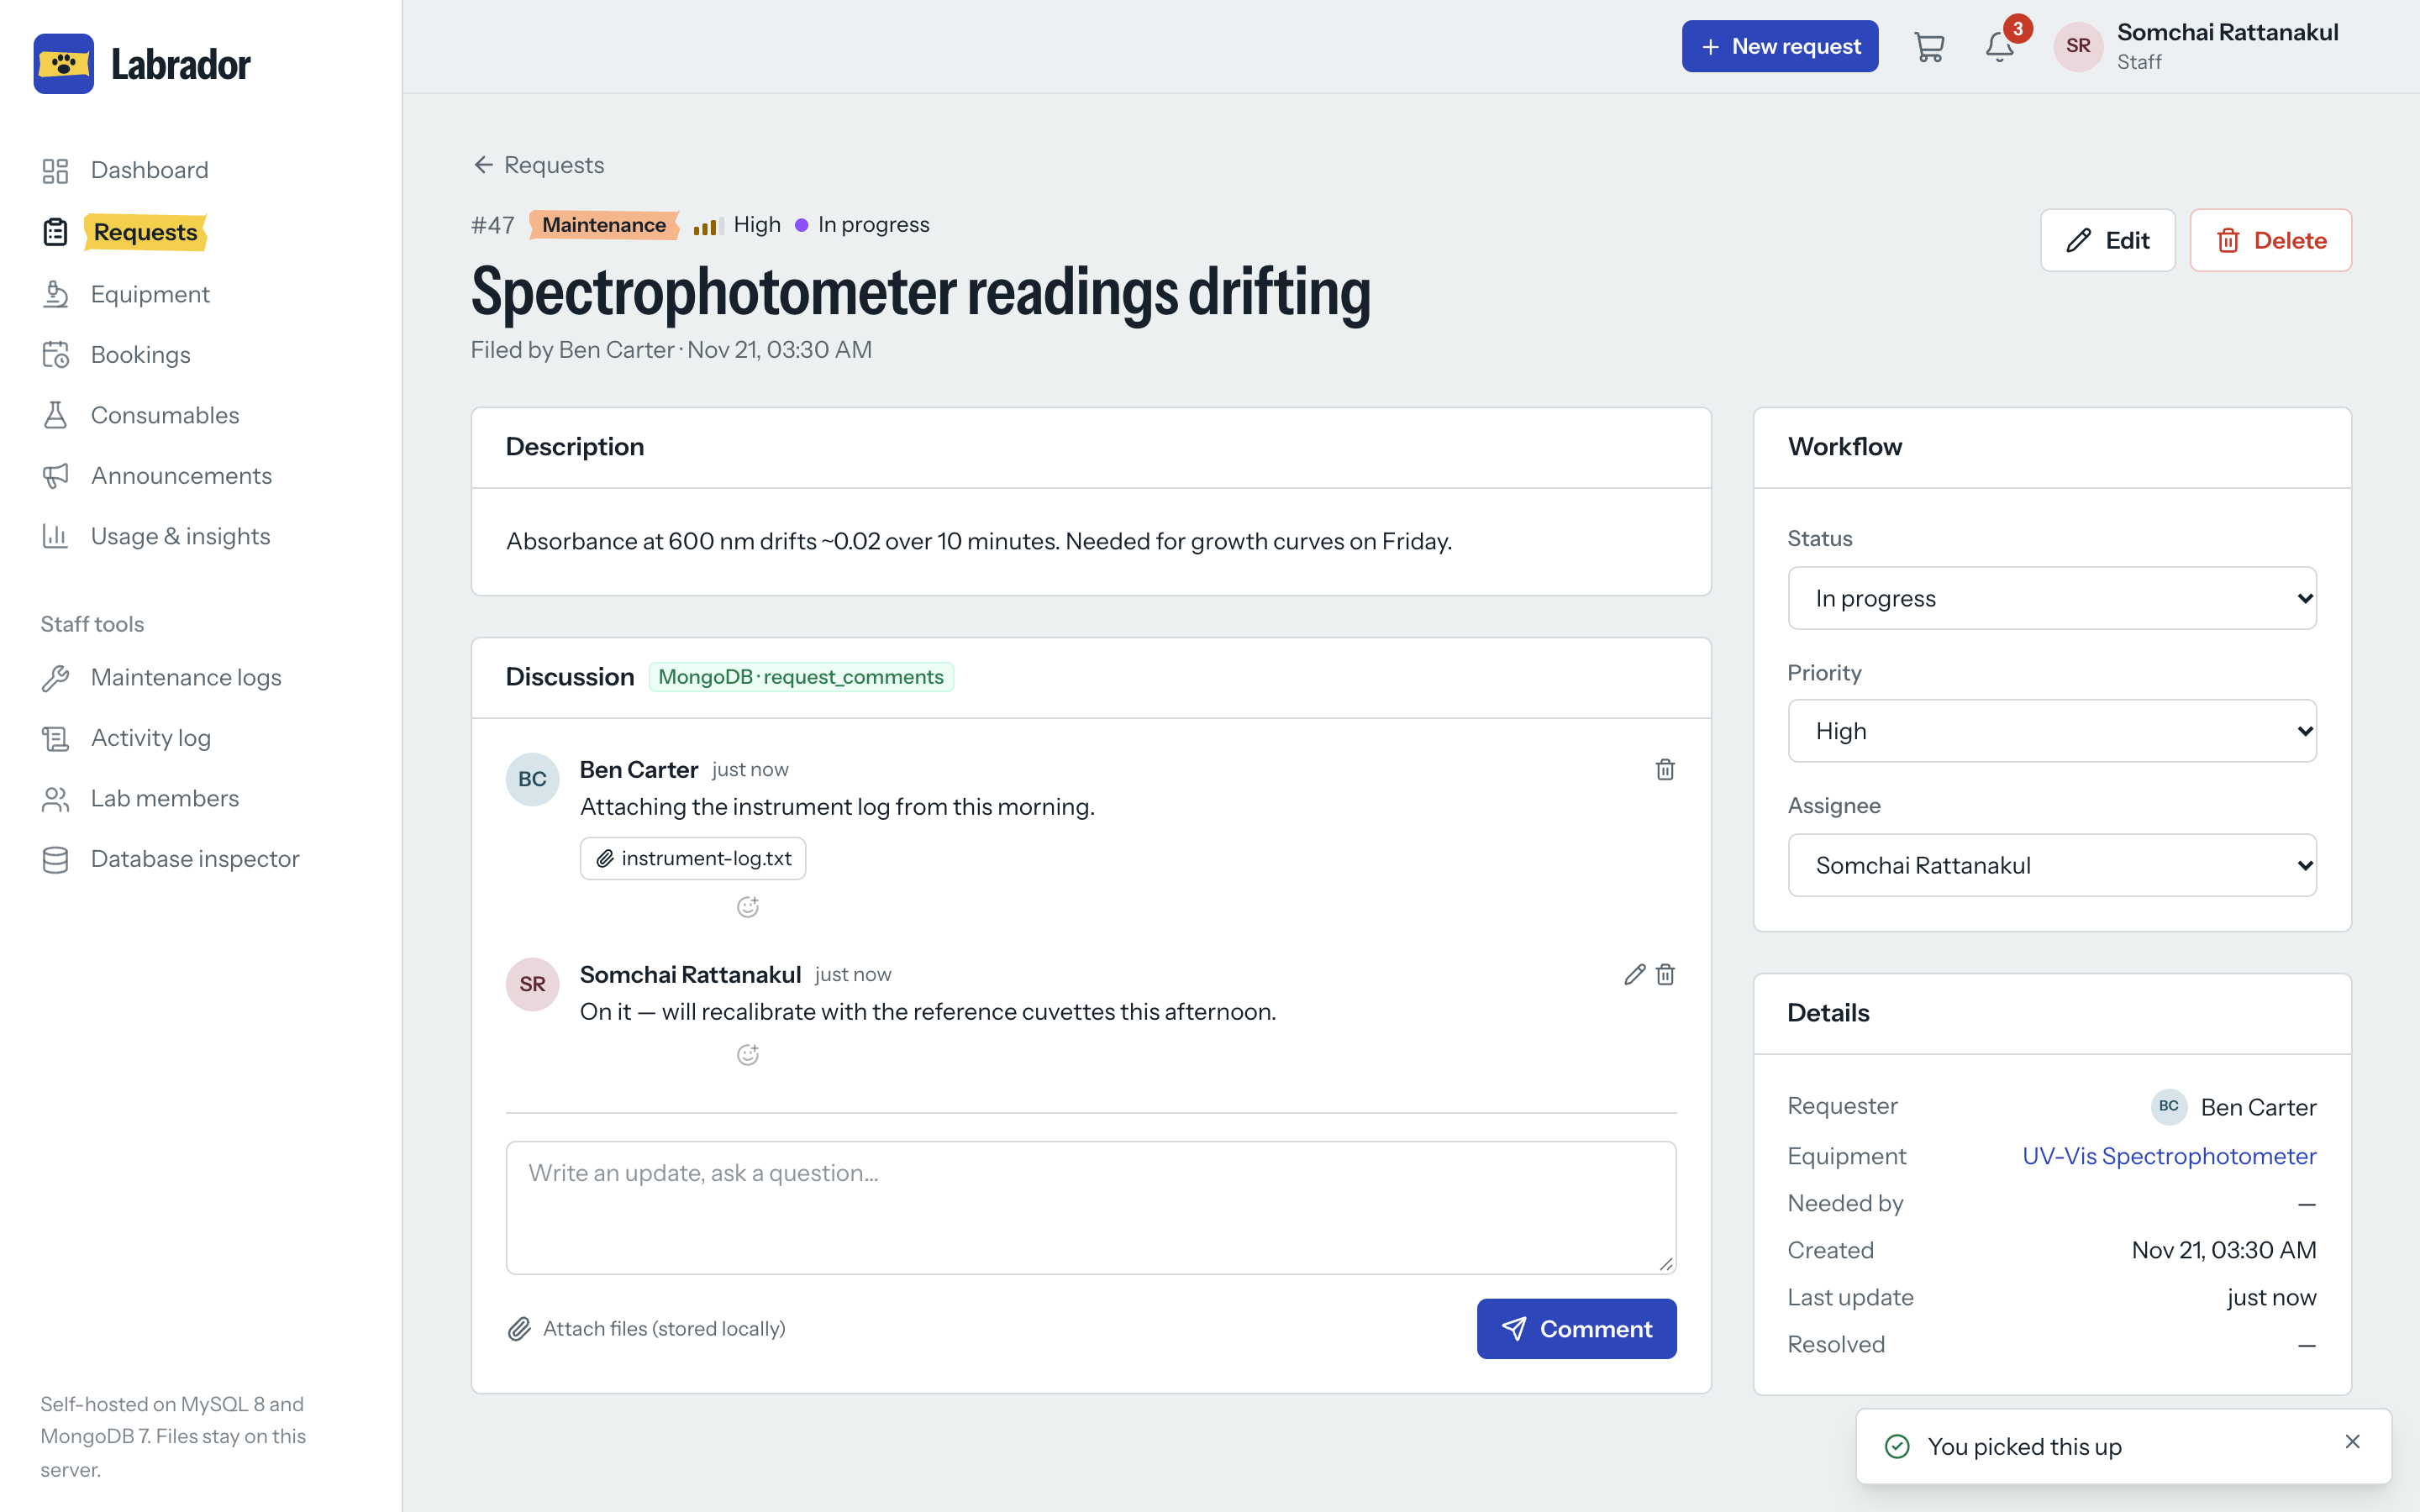 Labrador
Dashboard
Requests
Equipment
Bookings
Consumables
Announcements
Usage & insights
Staff tools
Maintenance logs
Activity log
Lab members
Database inspector
Self-hosted on MySQL 8 and
MongoDB 7. Files stay on this
server.
New request
3
SR
Somchai Rattanakul
Staff
Requests
#47 Maintenance High In progress
Edit
Delete
Spectrophotometer readings drifting
Filed by Ben Carter · Nov 21, 03:30 AM
Description
Absorbance at 600 nm drifts ~0.02 over 10 minutes. Needed for growth curves on Friday.
Discussion MongoDB · request_comments
BC
Ben Carter just now
Attaching the instrument log from this morning.
instrument-log.txt
SR
Somchai Rattanakul just now
On it — will recalibrate with the reference cuvettes this afternoon.
Write an update, ask a question...
Attach files (stored locally)
Comment
Workflow
Status
In progress
Priority
High
Assignee
Somchai Rattanakul
Details
Requester BC Ben Carter
Equipment UV-Vis Spectrophotometer
Needed by —
Created Nov 21, 03:30 AM
Last update just now
Resolved —
You picked this up